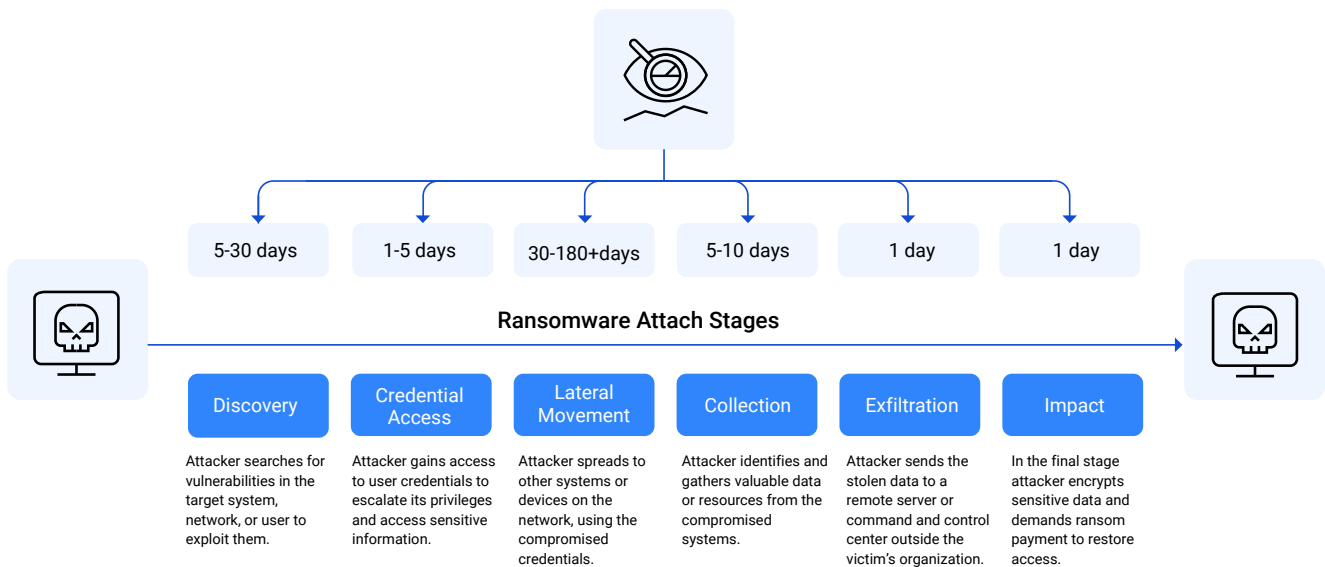 5-30 days
1-5 days
30-180+days
5-10 days
1 day
1 day
Ransomware Attach Stages
Discovery
Credential
Access
Lateral
Movement
Collection
Exfiltration
Impact
Attacker searches for
vulnerabilities in the
target system,
network, or user to
exploit them.
Attacker gains access
to user credentials to
escalate its privileges
and access sensitive
information.
Attacker spreads to
other systems or
devices on the
network, using the
compromised
credentials.
Attacker identifies and
gathers valuable data
or resources from the
compromised
systems.
Attacker sends the
stolen data to a
remote server or
command and control
center outside the
victim’s organization.
In the final stage
attacker encrypts
sensitive data and
demands ransom
payment to restore
access.